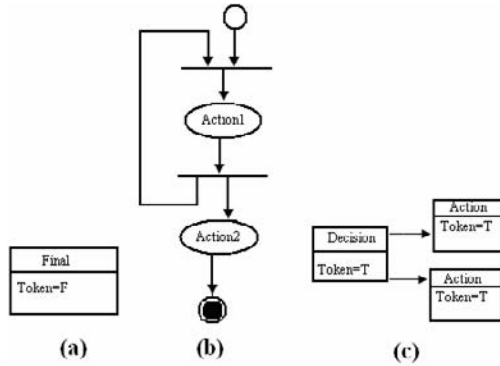 Final
Token=F
(a)
Action1
Action2
(b)
Decision
Token=T
Action
Token=T
Action
Token=T
(c)